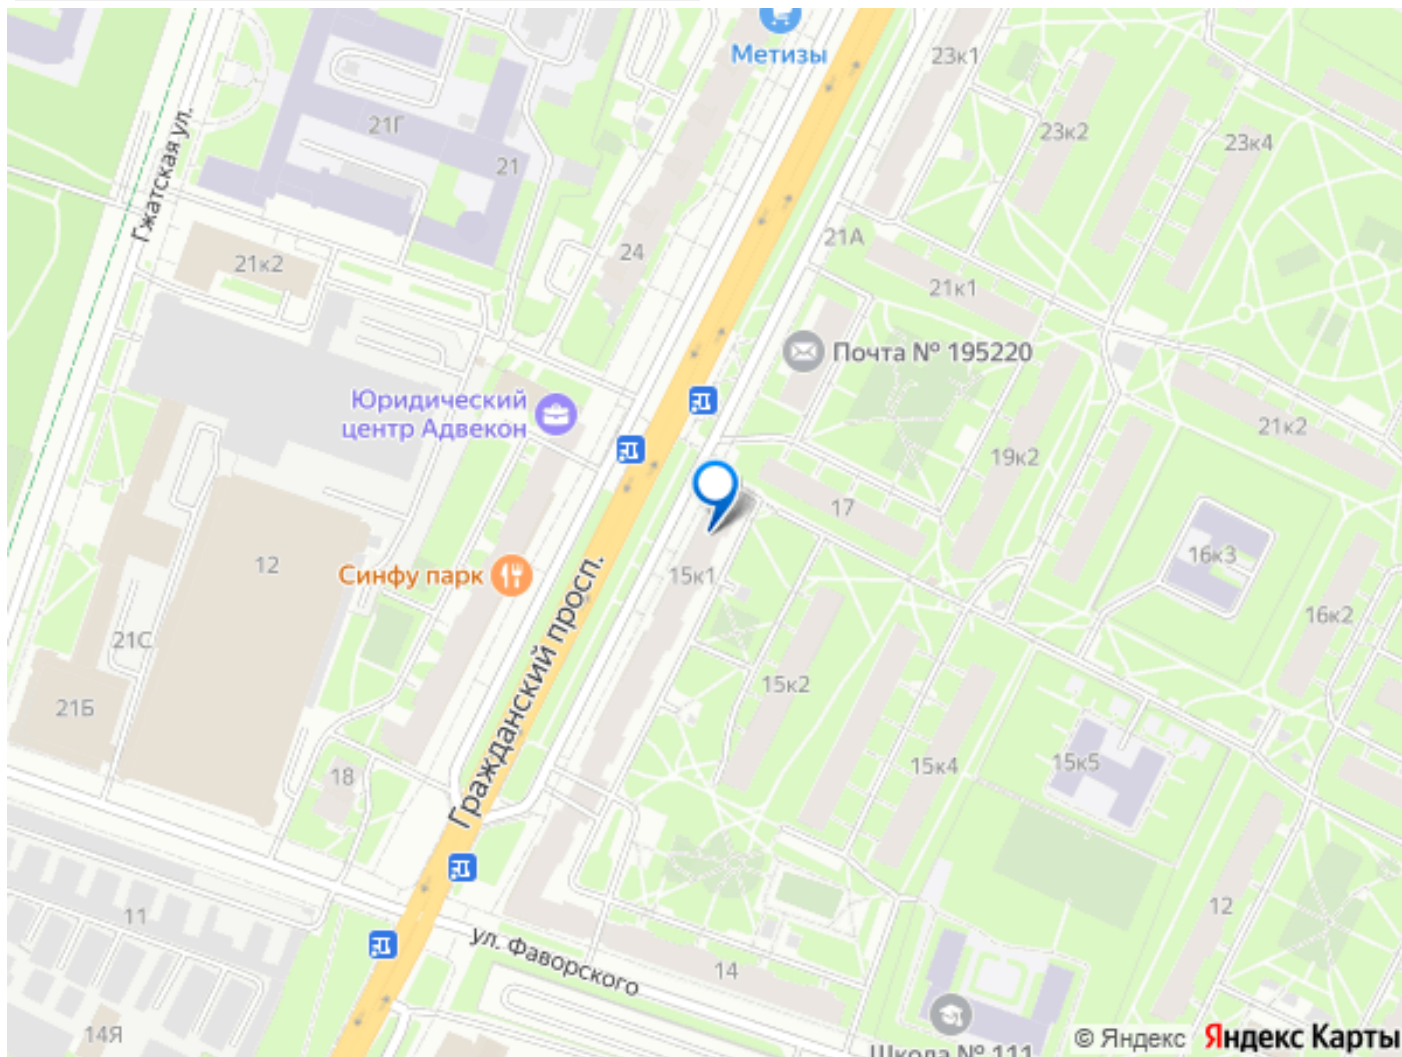 Метизы
23к1
21Г
23к2
23к4
Гжатская ул.
21
21А
24
21к2
21к1
Почта № 195220
Юридический
центр Адвекон
21к2
19к2
17
16к3
12
Синфу парк
15к1
16к2
21С
Гражданский просп.
15к2
21Б
15к4
15к5
18
12
11
ул. Фаворского
14
14Я
Школа № 111
© Яндекс Яндекс Карты